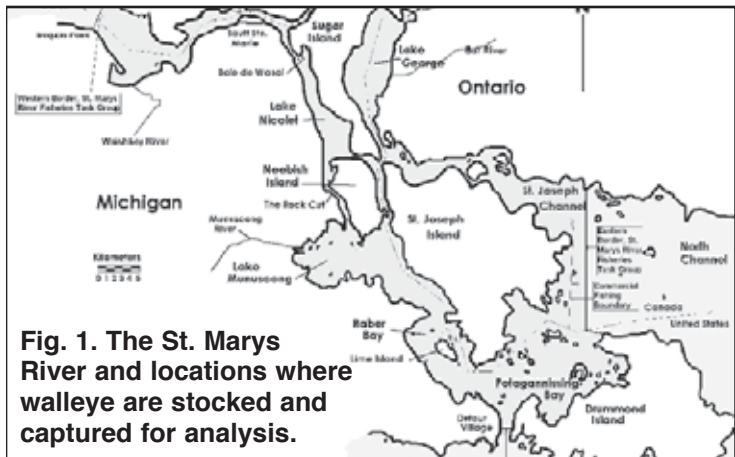 Sault Ste.
Marie
Sugar
Island
Lake
George
Bar River
N
Ontario
Baie de Wasai
Western Border, St. Marys
River Fisheries Task Group
Waishkey River
Lake
Nicolet
Neebish
Island
The Rock Cut
Michigan
Munuscong
River
Lake
Munuscong
Kilometers
0 1 2 3 4 5
St. Joseph
Island
St. Joseph
Channel
Eastern
Border, St.
Marys River
Fisheries
Task Group
North
Channel
Commercial
Fishing
Boundary
Canada
United States
Raber
Bay
Lime Island
Potagannissing
Bay
Drummond
Island
Detour
Village
Fig. 1. The St. Marys
River and locations where
walleye are stocked and
captured for analysis.